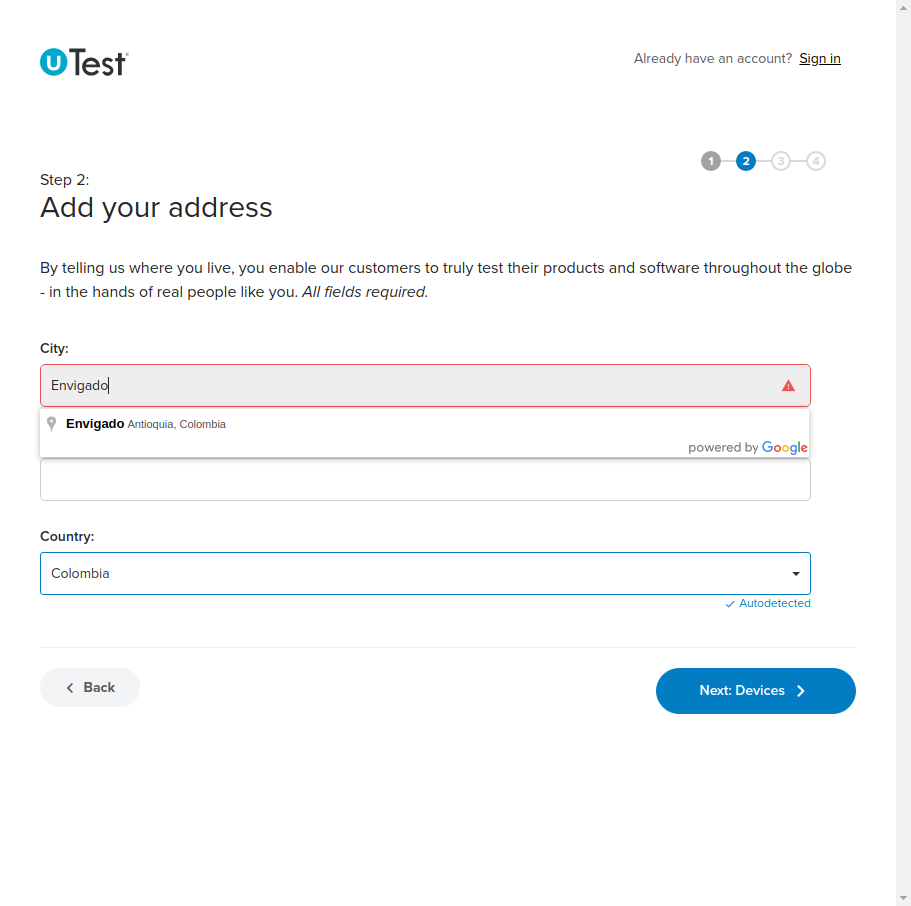 uTest
Already have an account? Sign in
1 2 3 4
Step 2:
Add your address
By telling us where you live, you enable our customers to truly test their products and software throughout the globe
- in the hands of real people like you. All fields required.
City:
Envigado
Envigado Antioquia, Colombia
powered by Google
Country:
Colombia
Autodetected
Back
Next: Devices